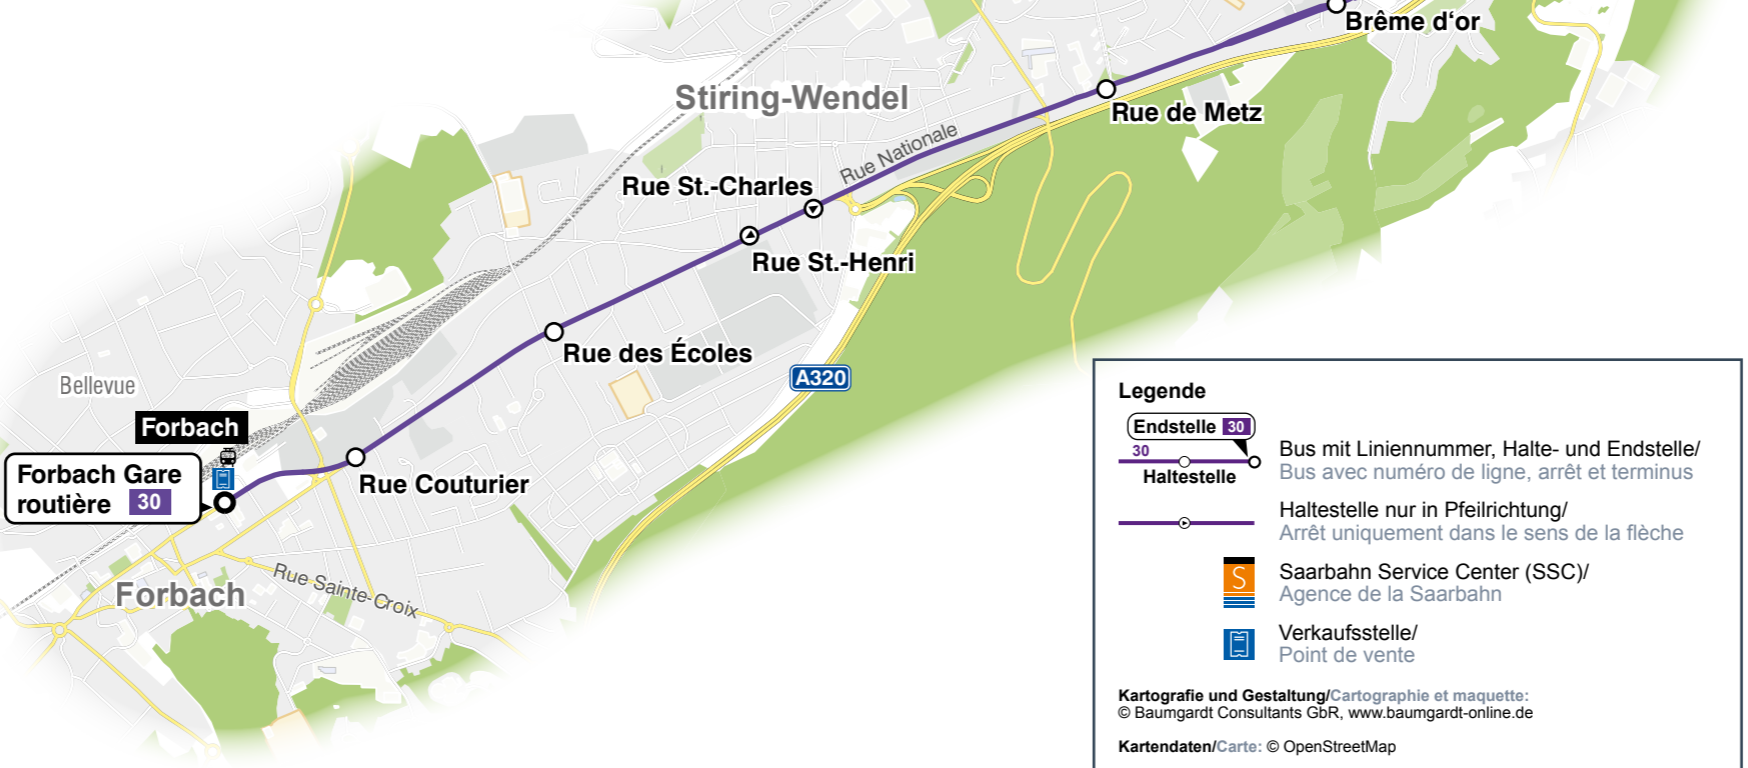 Brême d‘or
Stiring-Wendel
Rue de Metz
Rue Nationale
Rue St.-Charles
Rue St.-Henri
Rue des Écoles
A320
Bellevue
Forbach
Forbach Gare
routière 30
Rue Couturier
Rue Sainte-Croix
Forbach
Legende
Endstelle 30
30
Haltestelle
Bus mit Liniennummer, Halte- und Endstelle/
Bus avec numéro de ligne, arrêt et terminus
Haltestelle nur in Pfeilrichtung/
Arrêt uniquement dans le sens de la flèche
S
Saarbahn Service Center (SSC)/
Agence de la Saarbahn
Verkaufsstelle/
Point de vente
Kartografie und Gestaltung/Cartographie et maquette:
© Baumgardt Consultants GbR, www.baumgardt-online.de
Kartendaten/Carte: © OpenStreetMap